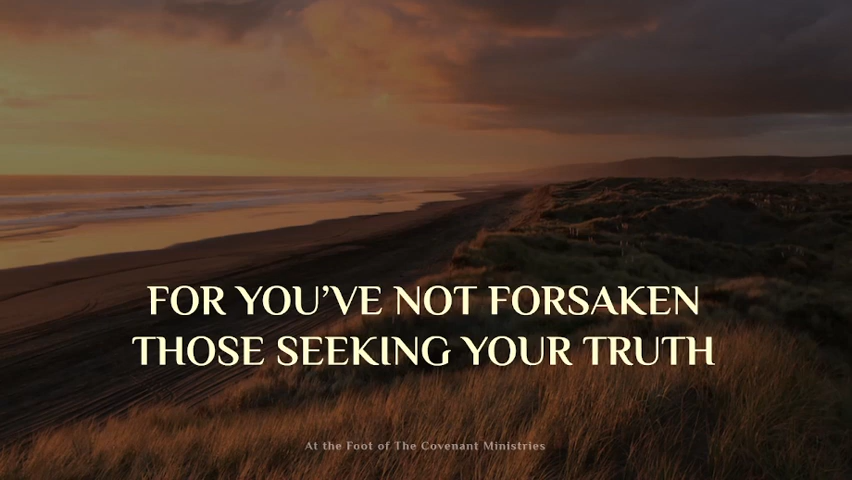 FOR YOU’VE NOT FORSAKEN
THOSE SEEKING YOUR TRUTH
At the Foot of The Covenant Ministries